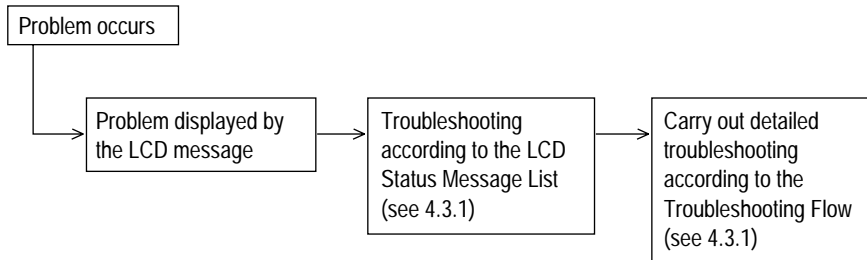 Problem occurs
Problem displayed by
the LCD message
Troubleshooting
according to the LCD
Status Message List
(see 4.3.1)
Carry out detailed
troubleshooting
according to the
Troubleshooting Flow
(see 4.3.1)